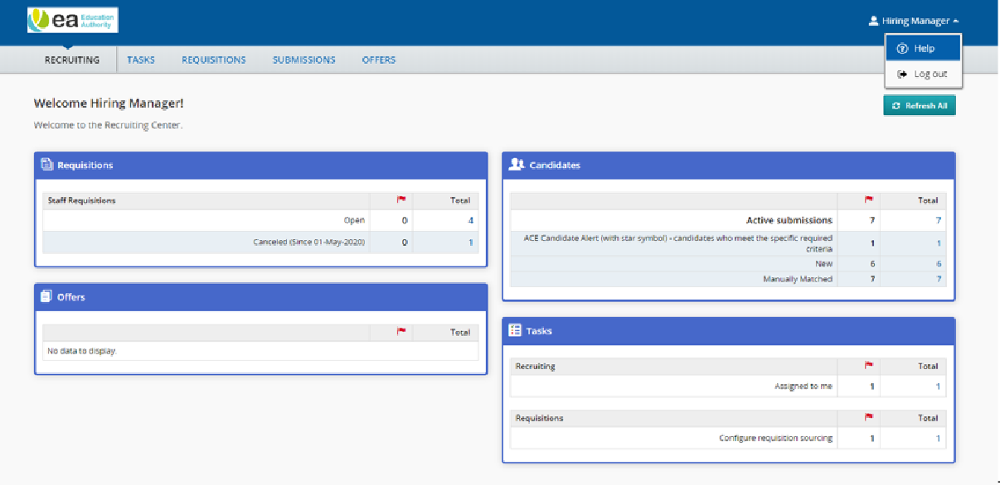 ea Education
Authority
Hiring Manager
Help
Log out
RECRUITING TASKS REQUISITIONS SUBMISSIONS OFFERS
Welcome Hiring Manager!
Refresh All
Welcome to the Recruiting Center.
Requisitions
Staff Requisitions Total
Open 0 4
Canceled (Since 01-May-2020) 0 1
Offers
Total
No data to display.
Candidates
Total
Active submissions 7 7
ACE Candidate Alert (with star symbol) - candidates who meet the specific required
criteria 1 1
New 6 6
Manually Matched 7 7
Tasks
Recruiting Total
Assigned to me 1 1
Requisitions Total
Configure requisition sourcing 1 1